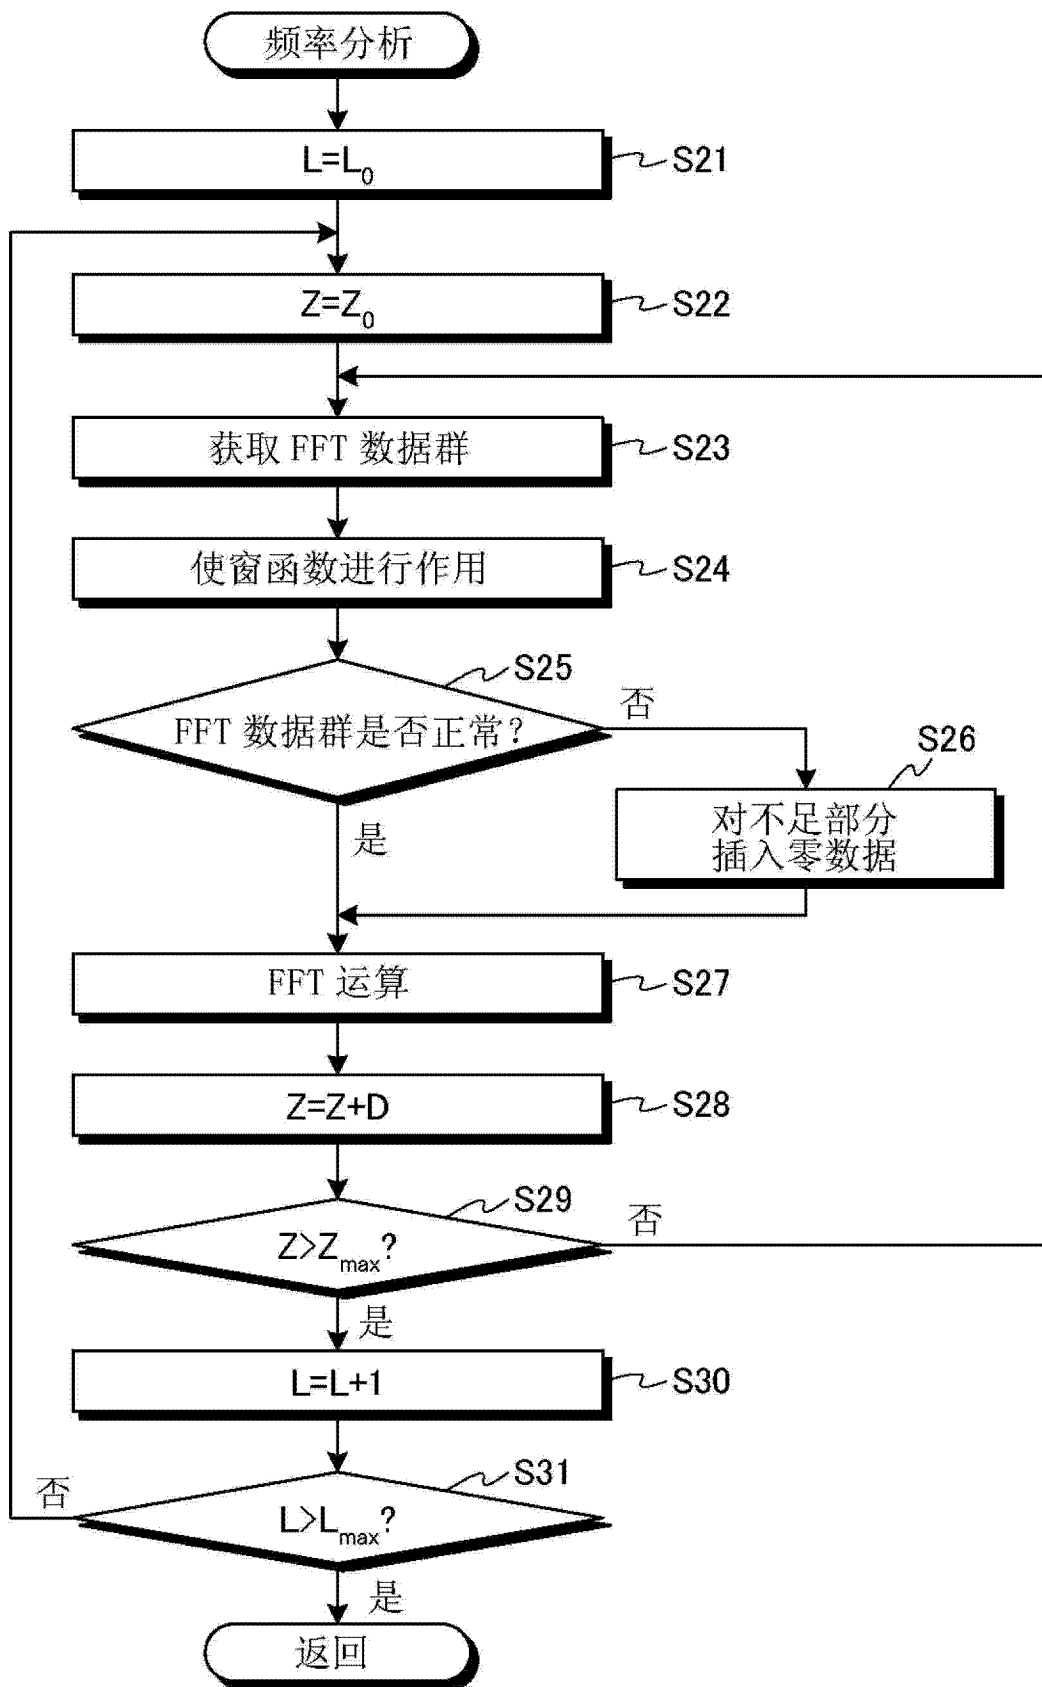 频率分析
L=L₀
S21
Z=Z₀
S22
获取 FFT 数据群
S23
使窗函数进行作用
S24
S25
FFT 数据群是否正常?
否
S26
对不足部分
插入零数据
是
FFT 运算
S27
Z=Z+D
S28
S29
Z>Zmax?
否
是
L=L+1
S30
S31
否
L>Lmax?
是
返回